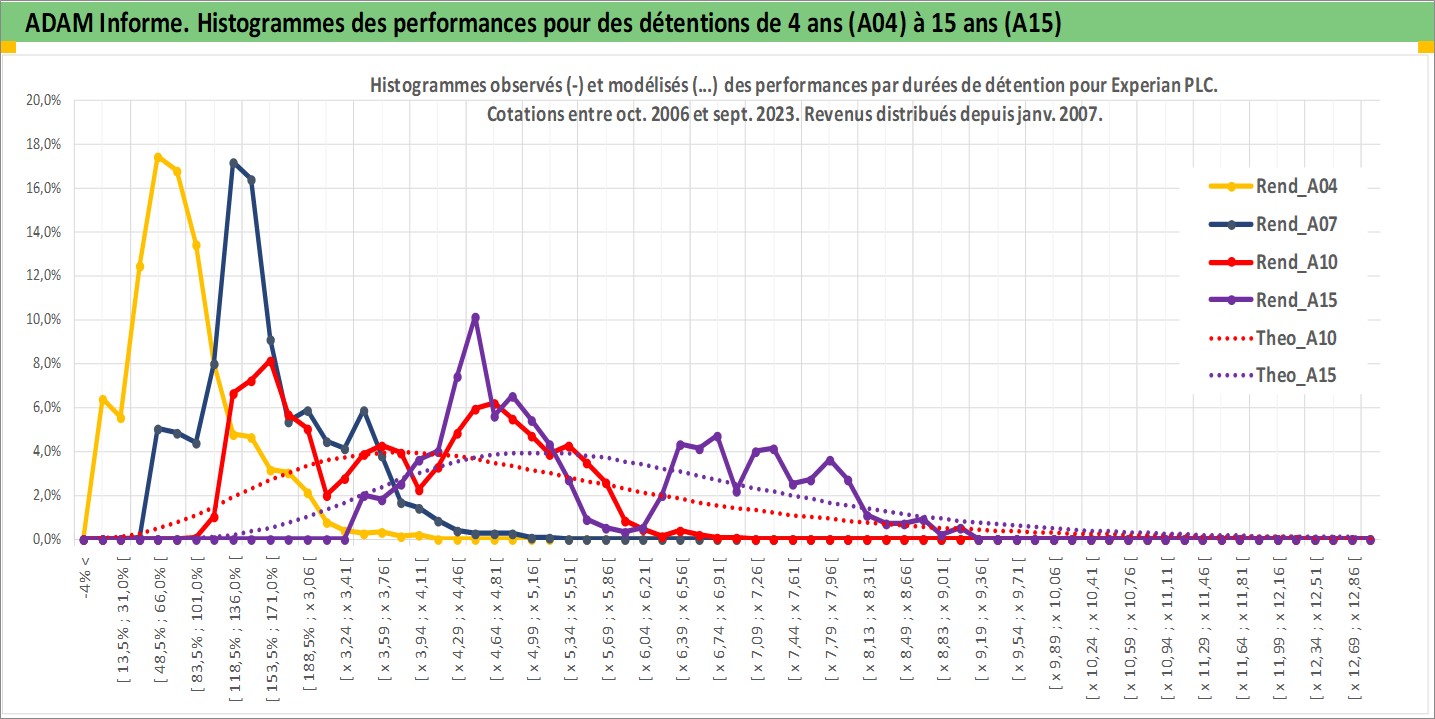 ADAM Informe. Histogrammes des performances pour des détentions de 4 ans (A04) à 15 ans (A15)
Histogrammes observés (-) et modélisés (...) des performances par durées de détention pour Experian PLC.
Cotations entre oct. 2006 et sept. 2023. Revenus distribués depuis janv. 2007.
20,0%
18,0%
16,0%
14,0%
12,0%
10,0%
8,0%
6,0%
4,0%
2,0%
0,0%
Rend_A04
Rend_A07
Rend_A10
Rend_A15
Theo_A10
Theo_A15
-4% <
[ 13,5% ; 31,0% [
[ 48,5% ; 66,0% [
[ 83,5% ; 101,0% [
[ 118,5% ; 136,0% [
[ 153,5% ; 171,0% [
[ 188,5% ; x 3,06 [
[ x 3,24 ; x 3,41 [
[ x 3,59 ; x 3,76 [
[ x 3,94 ; x 4,11 [
[ x 4,29 ; x 4,46 [
[ x 4,64 ; x 4,81 [
[ x 4,99 ; x 5,16 [
[ x 5,34 ; x 5,51 [
[ x 5,69 ; x 5,86 [
[ x 6,04 ; x 6,21 [
[ x 6,39 ; x 6,56 [
[ x 6,74 ; x 6,91 [
[ x 7,09 ; x 7,26 [
[ x 7,44 ; x 7,61 [
[ x 7,79 ; x 7,96 [
[ x 8,13 ; x 8,31 [
[ x 8,49 ; x 8,66 [
[ x 8,83 ; x 9,01 [
[ x 9,19 ; x 9,36 [
[ x 9,54 ; x 9,71 [
[ x 9,89 ; x 10,06 [
[ x 10,24 ; x 10,41 [
[ x 10,59 ; x 10,76 [
[ x 10,94 ; x 11,11 [
[ x 11,29 ; x 11,46 [
[ x 11,64 ; x 11,81 [
[ x 11,99 ; x 12,16 [
[ x 12,34 ; x 12,51 [
[ x 12,69 ; x 12,86 [